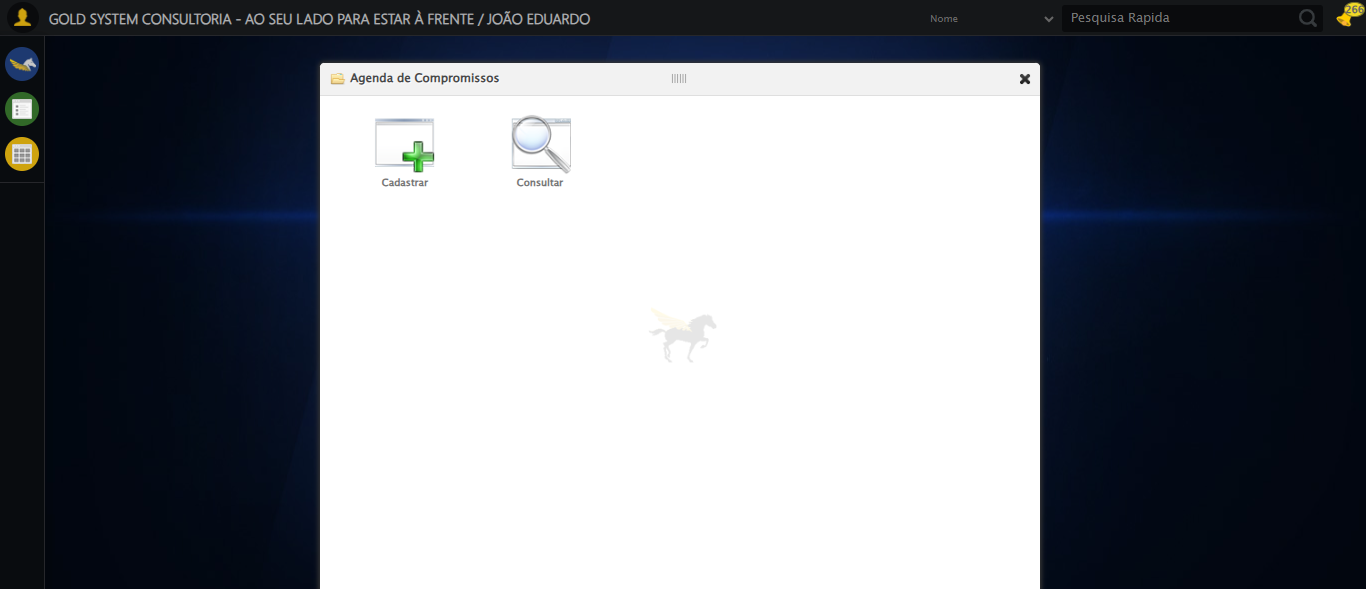 GOLD SYSTEM CONSULTORIA - AO SEU LADO PARA ESTAR À FRENTE / JOÃO EDUARDO
Nome
Pesquisa Rapida
266
Agenda de Compromissos
Cadastrar
Consultar